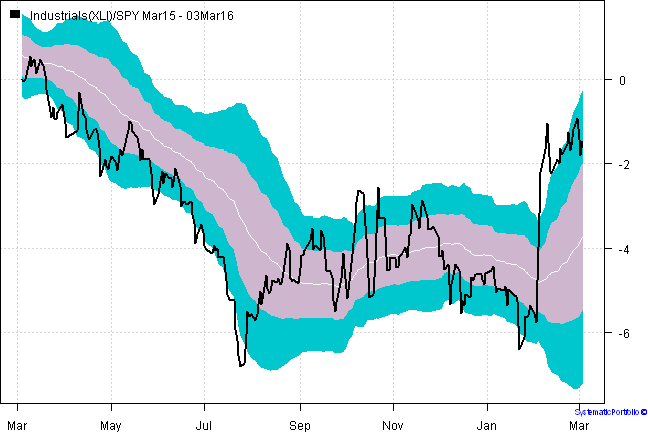 Industrials(XLI)/SPY Mar15 - 03Mar16
0
-2
-4
-6
SystematicPortfolio ©
Mar May Jul Sep Nov Jan Mar